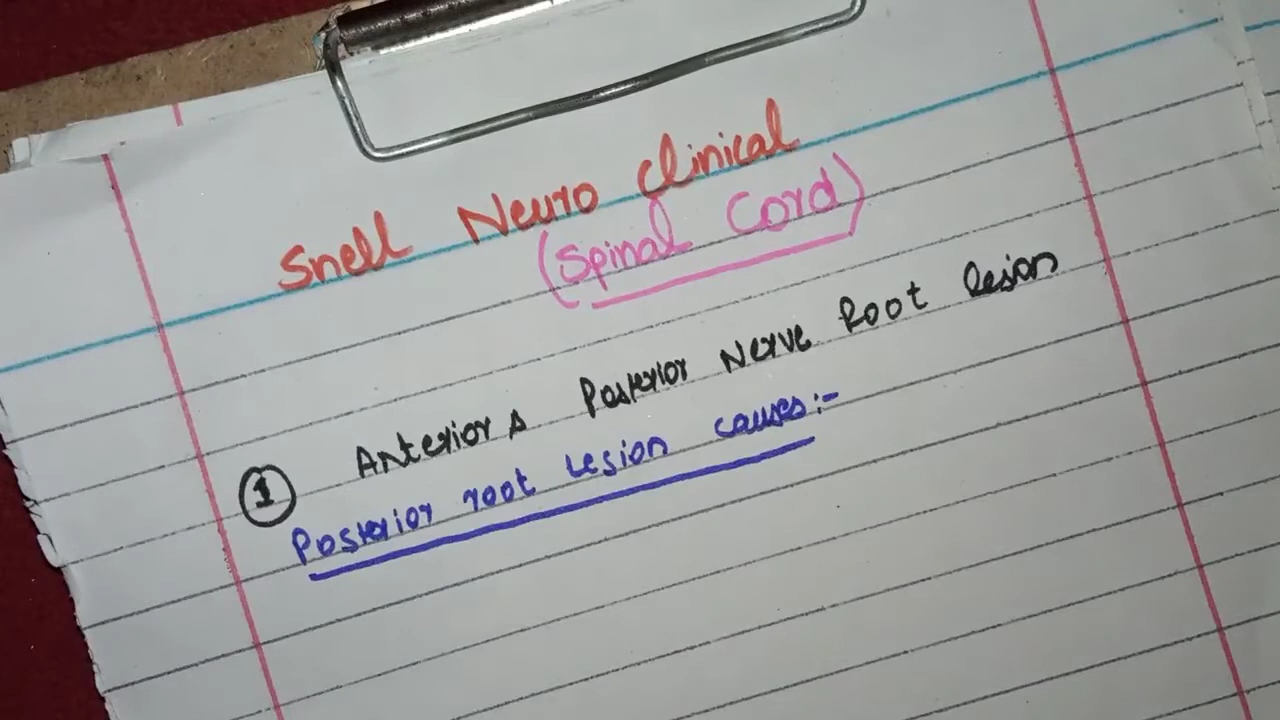 Snell Neuro Clinical
(Spinal Cord)
① Anterior & Posterior Nerve Root lesion
Posterior root lesion causes:-